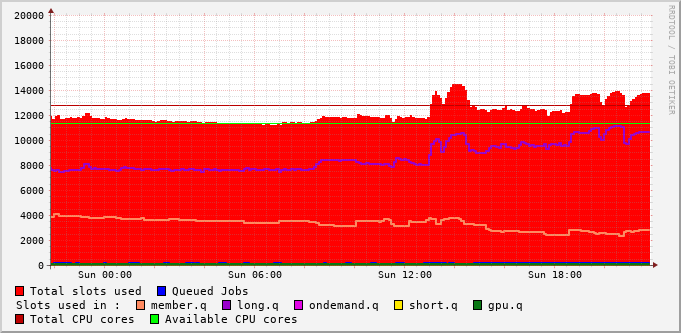 20000
18000
16000
14000
12000
10000
8000
6000
4000
2000
0
Sun 00:00 Sun 06:00 Sun 12:00 Sun 18:00
Total slots used Queued Jobs
Slots used in : member.q long.q ondemand.q short.q gpu.q
Total CPU cores Available CPU cores
RRDTOOL / TOBI OETIKER